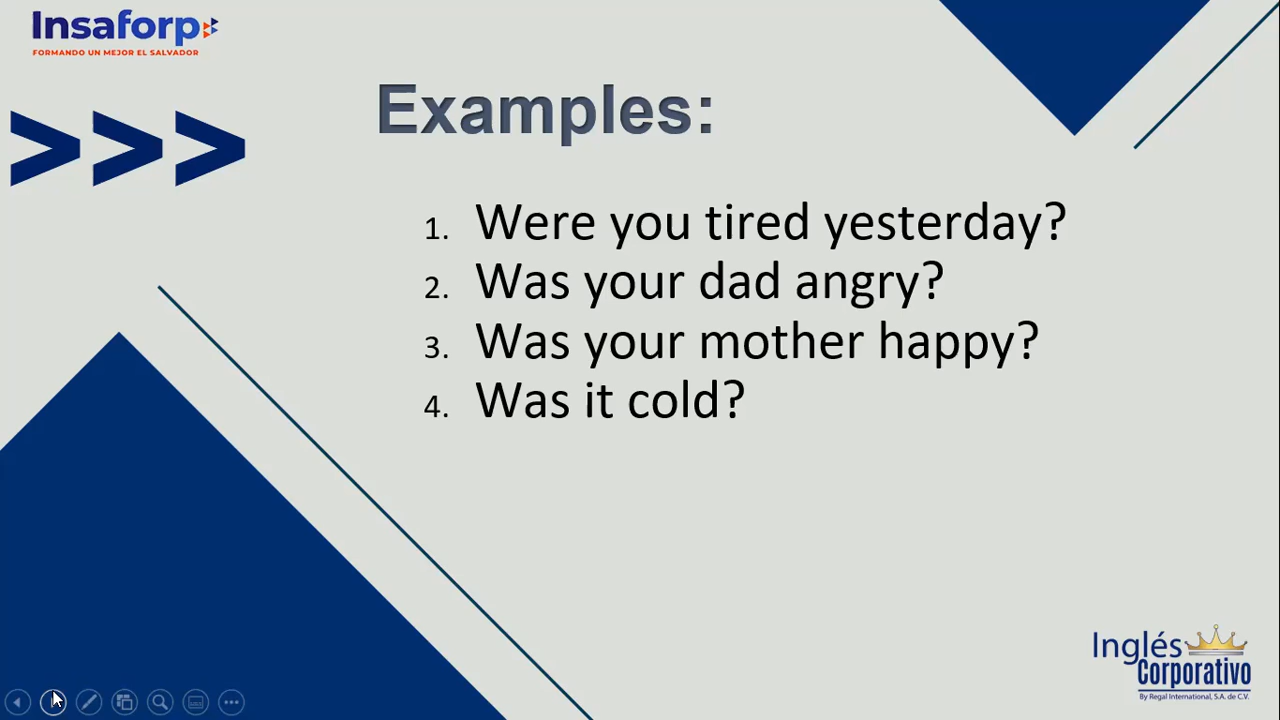 Insaforp
FORMANDO UN MEJOR EL SALVADOR
>>>
Examples:
1. Were you tired yesterday?
2. Was your dad angry?
3. Was your mother happy?
4. Was it cold?
Inglés
Corporativo
By Regal International, S.A. de C.V.